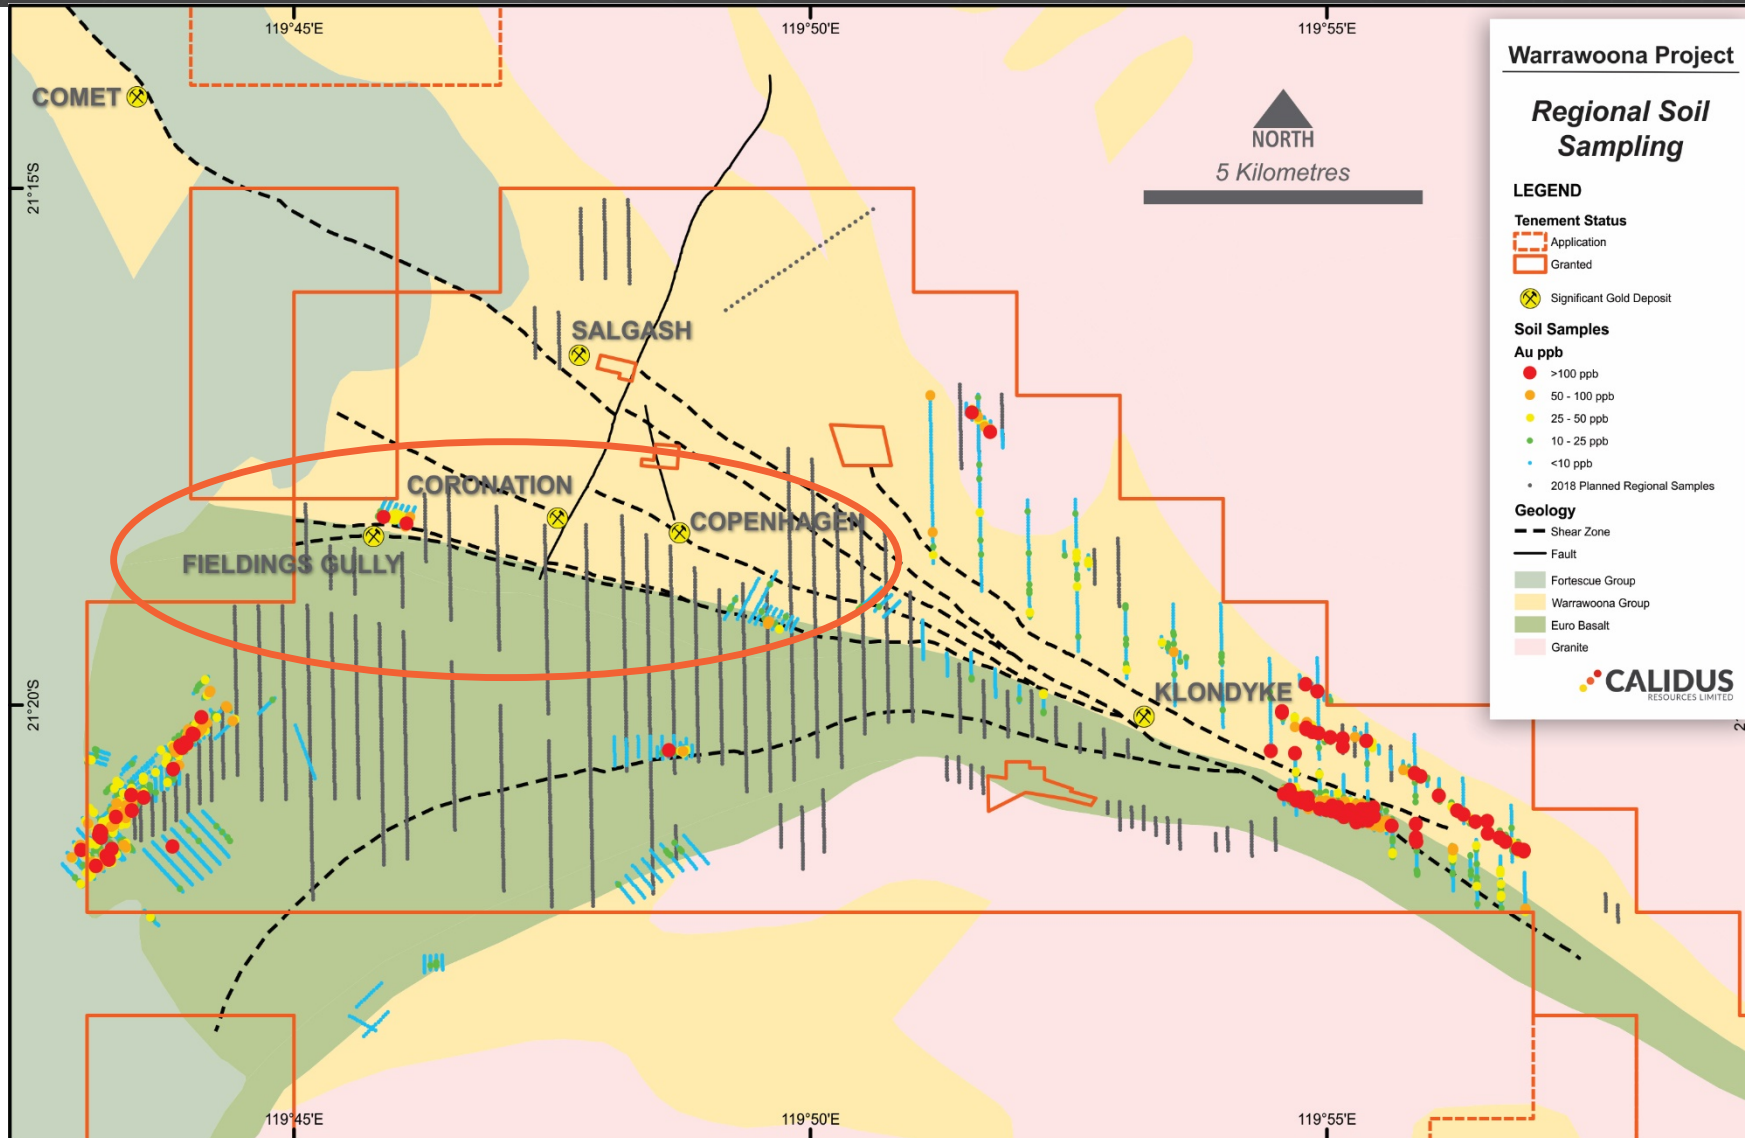 119°45'E
119°50'E
119°55'E
COMET
21°15'S
NORTH
5 Kilometres
SALGASH
CORONATION
COPENHAGEN
FIELDINGS GULLY
KLONDYKE
21°20'S
119°45'E
119°50'E
119°55'E
Warrawoona Project
Regional Soil
Sampling
LEGEND
Tenement Status
Application
Granted
Significant Gold Deposit
Soil Samples
Au ppb
>100 ppb
50 - 100 ppb
25 - 50 ppb
10 - 25 ppb
<10 ppb
2018 Planned Regional Samples
Geology
Shear Zone
Fault
Fortescue Group
Warrawoona Group
Euro Basalt
Granite
CALIDUS
RESOURCES LIMITED